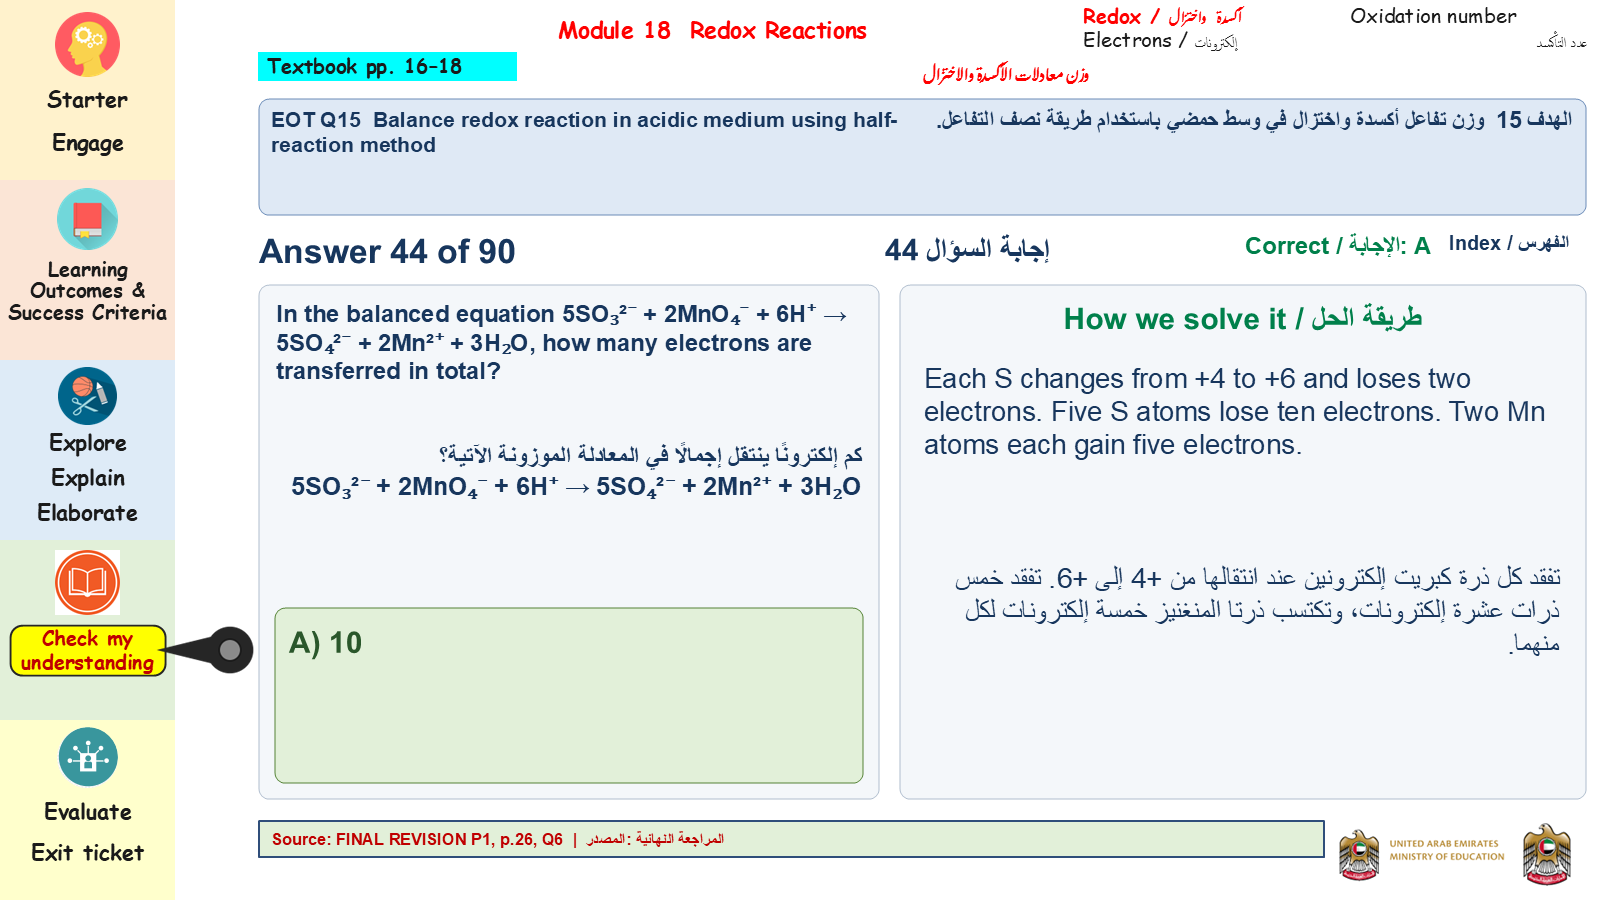 Starter
Engage
Learning
Outcomes &
Success Criteria
Explore
Explain
Elaborate
Check my
understanding
Evaluate
Exit ticket
Module 18 Redox Reactions
Redox / أكسدة واختزال
Electrons / إلكترونات
Oxidation number
عدد التأكسد
Textbook pp. 16–18
وزن معادلات الأكسدة والاختزال
EOT Q15 Balance redox reaction in acidic medium using half-
reaction method
الهدف 15 وزن تفاعل أكسدة واختزال في وسط حمضي باستخدام طريقة نصف التفاعل.
Answer 44 of 90
إجابة السؤال 44
Correct / الإجابة: A
Index / الفهرس
In the balanced equation 5SO₃²⁻ + 2MnO₄⁻ + 6H⁺ →
5SO₄²⁻ + 2Mn²⁺ + 3H₂O, how many electrons are
transferred in total?
كم إلكترونًا ينتقل إجمالًا في المعادلة الموزونة الآتية؟
5SO₃²⁻ + 2MnO₄⁻ + 6H⁺ → 5SO₄²⁻ + 2Mn²⁺ + 3H₂O
A) 10
How we solve it / طريقة الحل
Each S changes from +4 to +6 and loses two
electrons. Five S atoms lose ten electrons. Two Mn
atoms each gain five electrons.
تفقد كل ذرة كبريت إلكترونين عند انتقالها من +4 إلى +6. تفقد خمس
ذرات عشرة إلكترونات، وتكتسب ذرتا المنغنيز خمسة إلكترونات لكل
منهما.
Source: FINAL REVISION P1, p.26, Q6 | المراجعة النهائية :المصدر
UNITED ARAB EMIRATES
MINISTRY OF EDUCATION